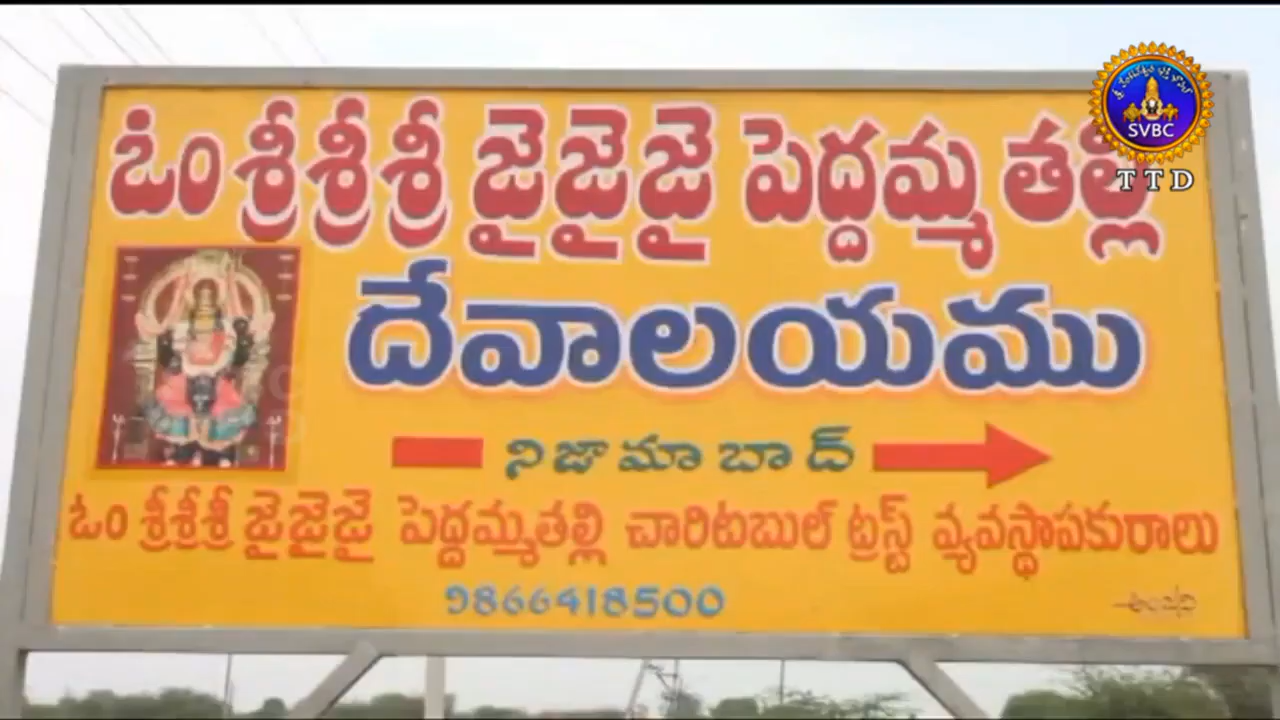 ఓం శ్రీశ్రీశ్రీ జైజైజై పెద్దమ్మ తల్లి
SVBC
TTD
దేవాలయము
నిజామాబాద్
ఓం శ్రీశ్రీశ్రీ జైజైజై పెద్దమ్మతల్లి చారిటబుల్ ట్రస్ట్ వ్యవస్థాపకురాలు
9866418500